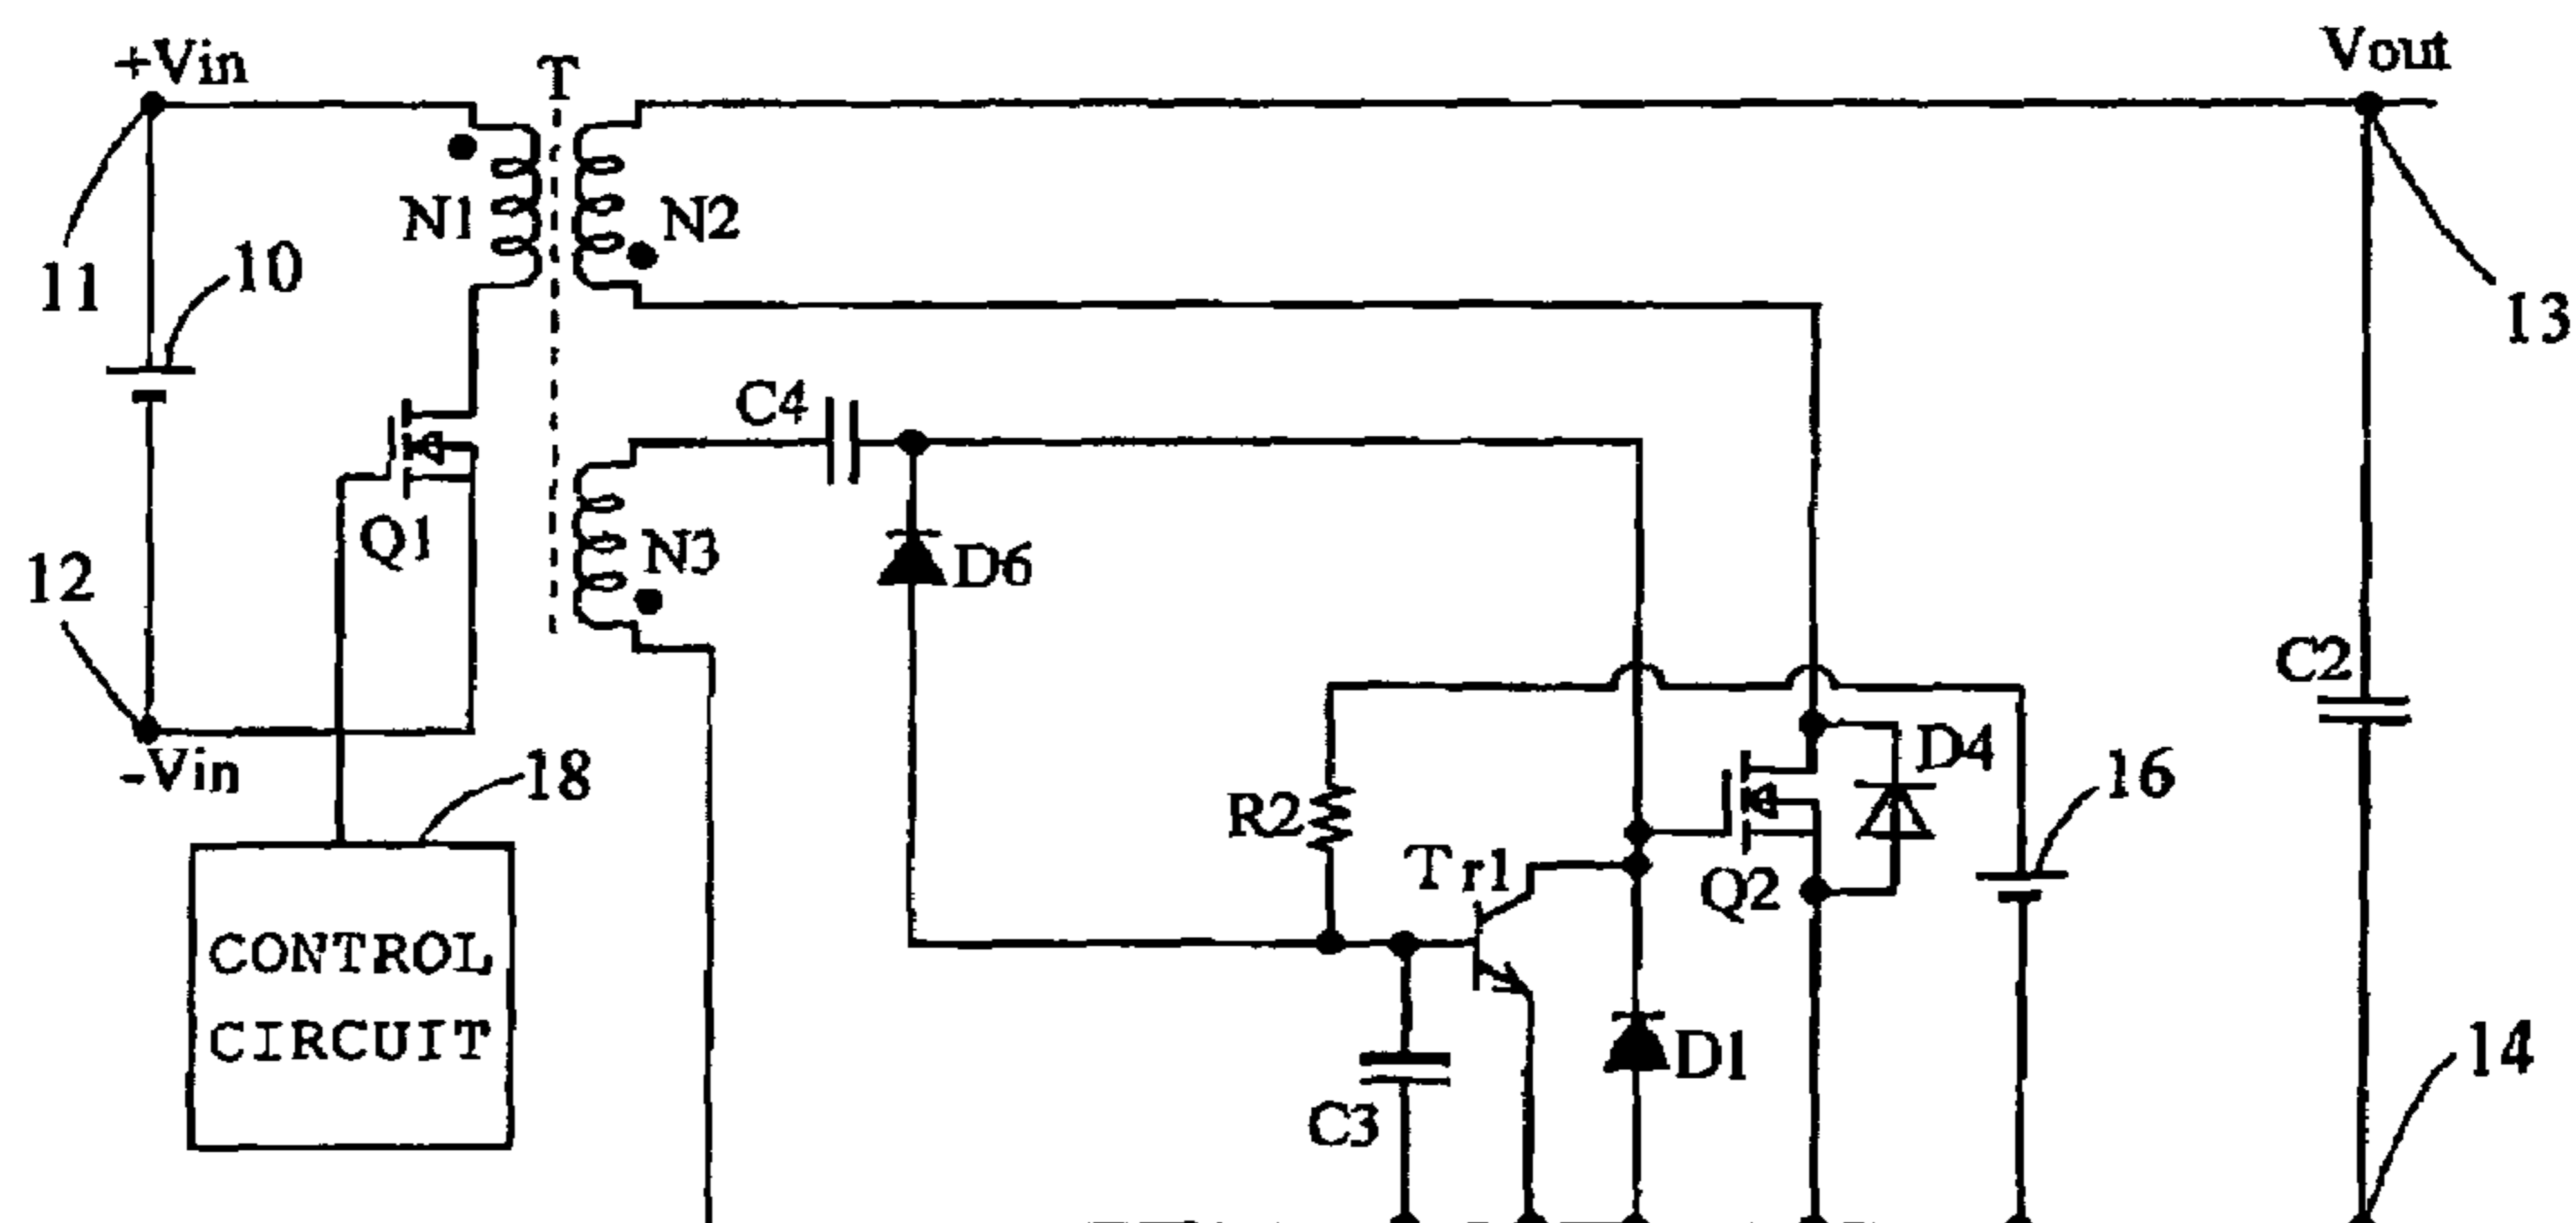 +Vin
T
Vout
N1
N2
11
10
13
C4
Q1
N3
D6
12
C2
-Vin
18
D4
16
R2
Tr1
Q2
CONTROL
CIRCUIT
D1
14
C3